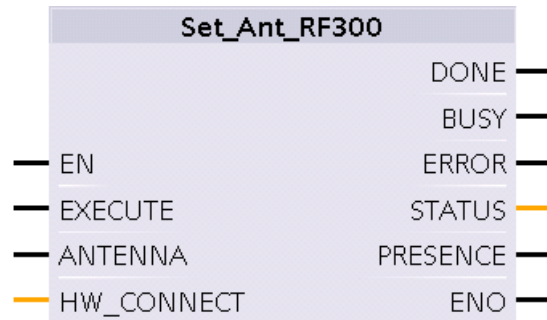 Set_Ant_RF300
DONE
BUSY
EN ERROR
EXECUTE STATUS
ANTENNA PRESENCE
HW_CONNECT ENO